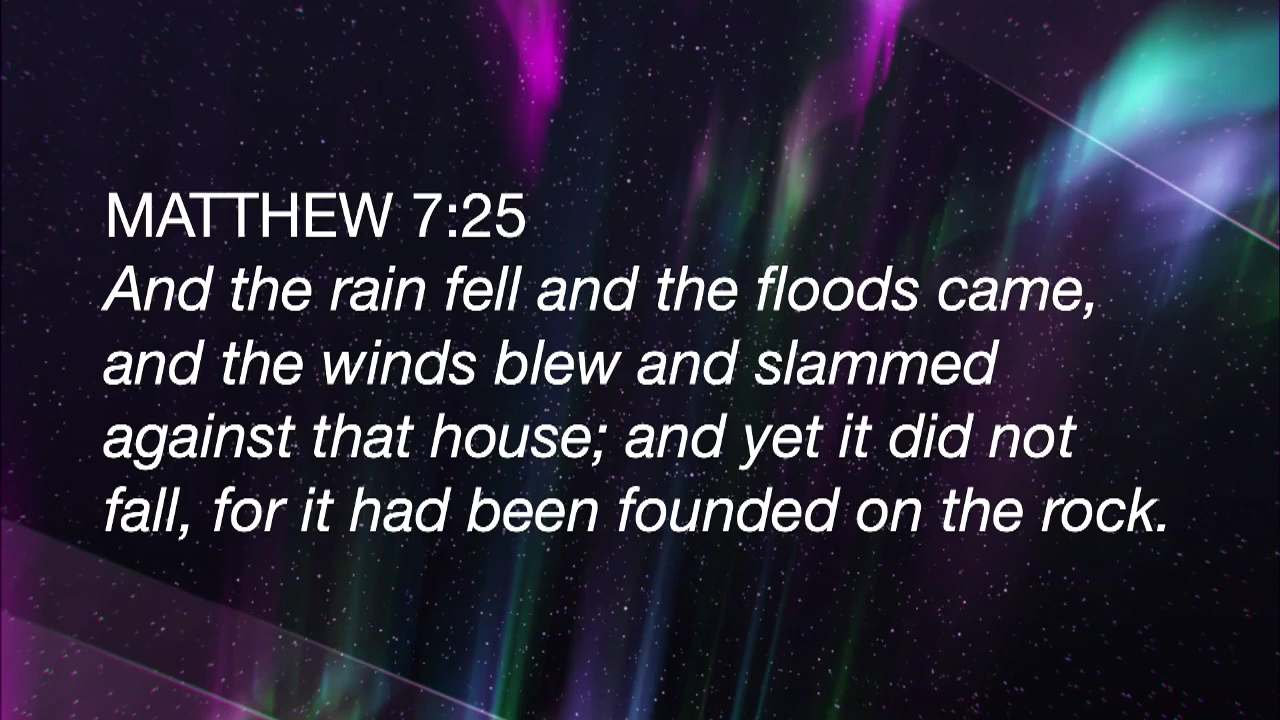 MATTHEW 7:25
And the rain fell and the floods came,
and the winds blew and slammed
against that house; and yet it did not
fall, for it had been founded on the rock.